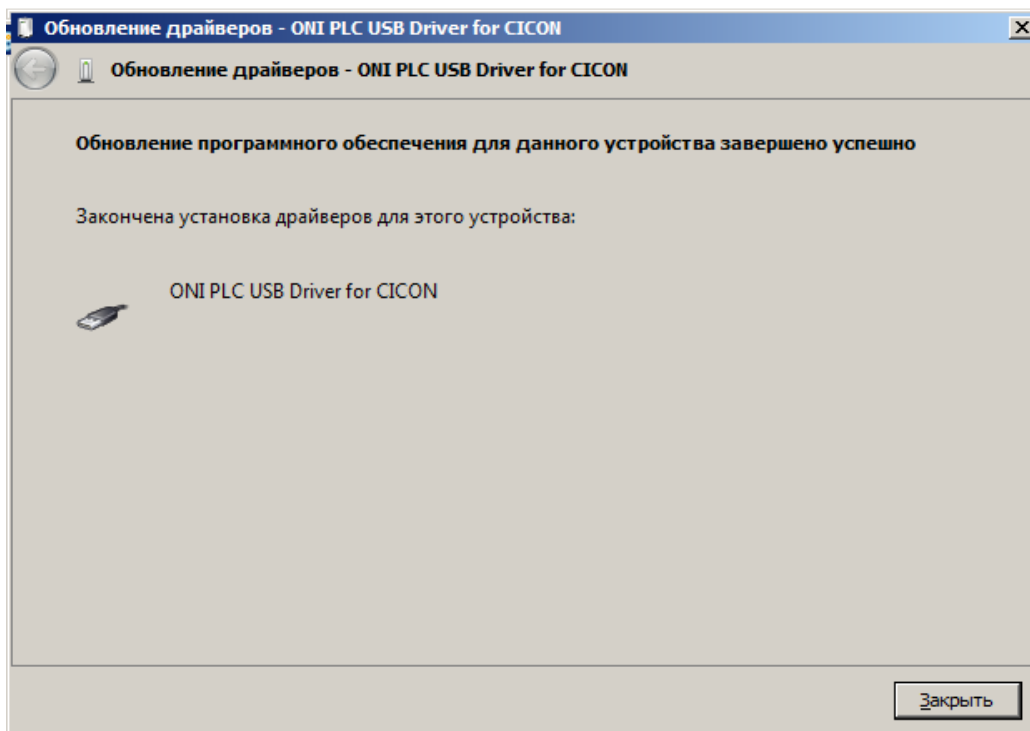 Обновление драйверов - ONI PLC USB Driver for CICON
Обновление драйверов - ONI PLC USB Driver for CICON
Обновление программного обеспечения для данного устройства завершено успешно
Закончена установка драйверов для этого устройства:
ONI PLC USB Driver for CICON
Закрыть